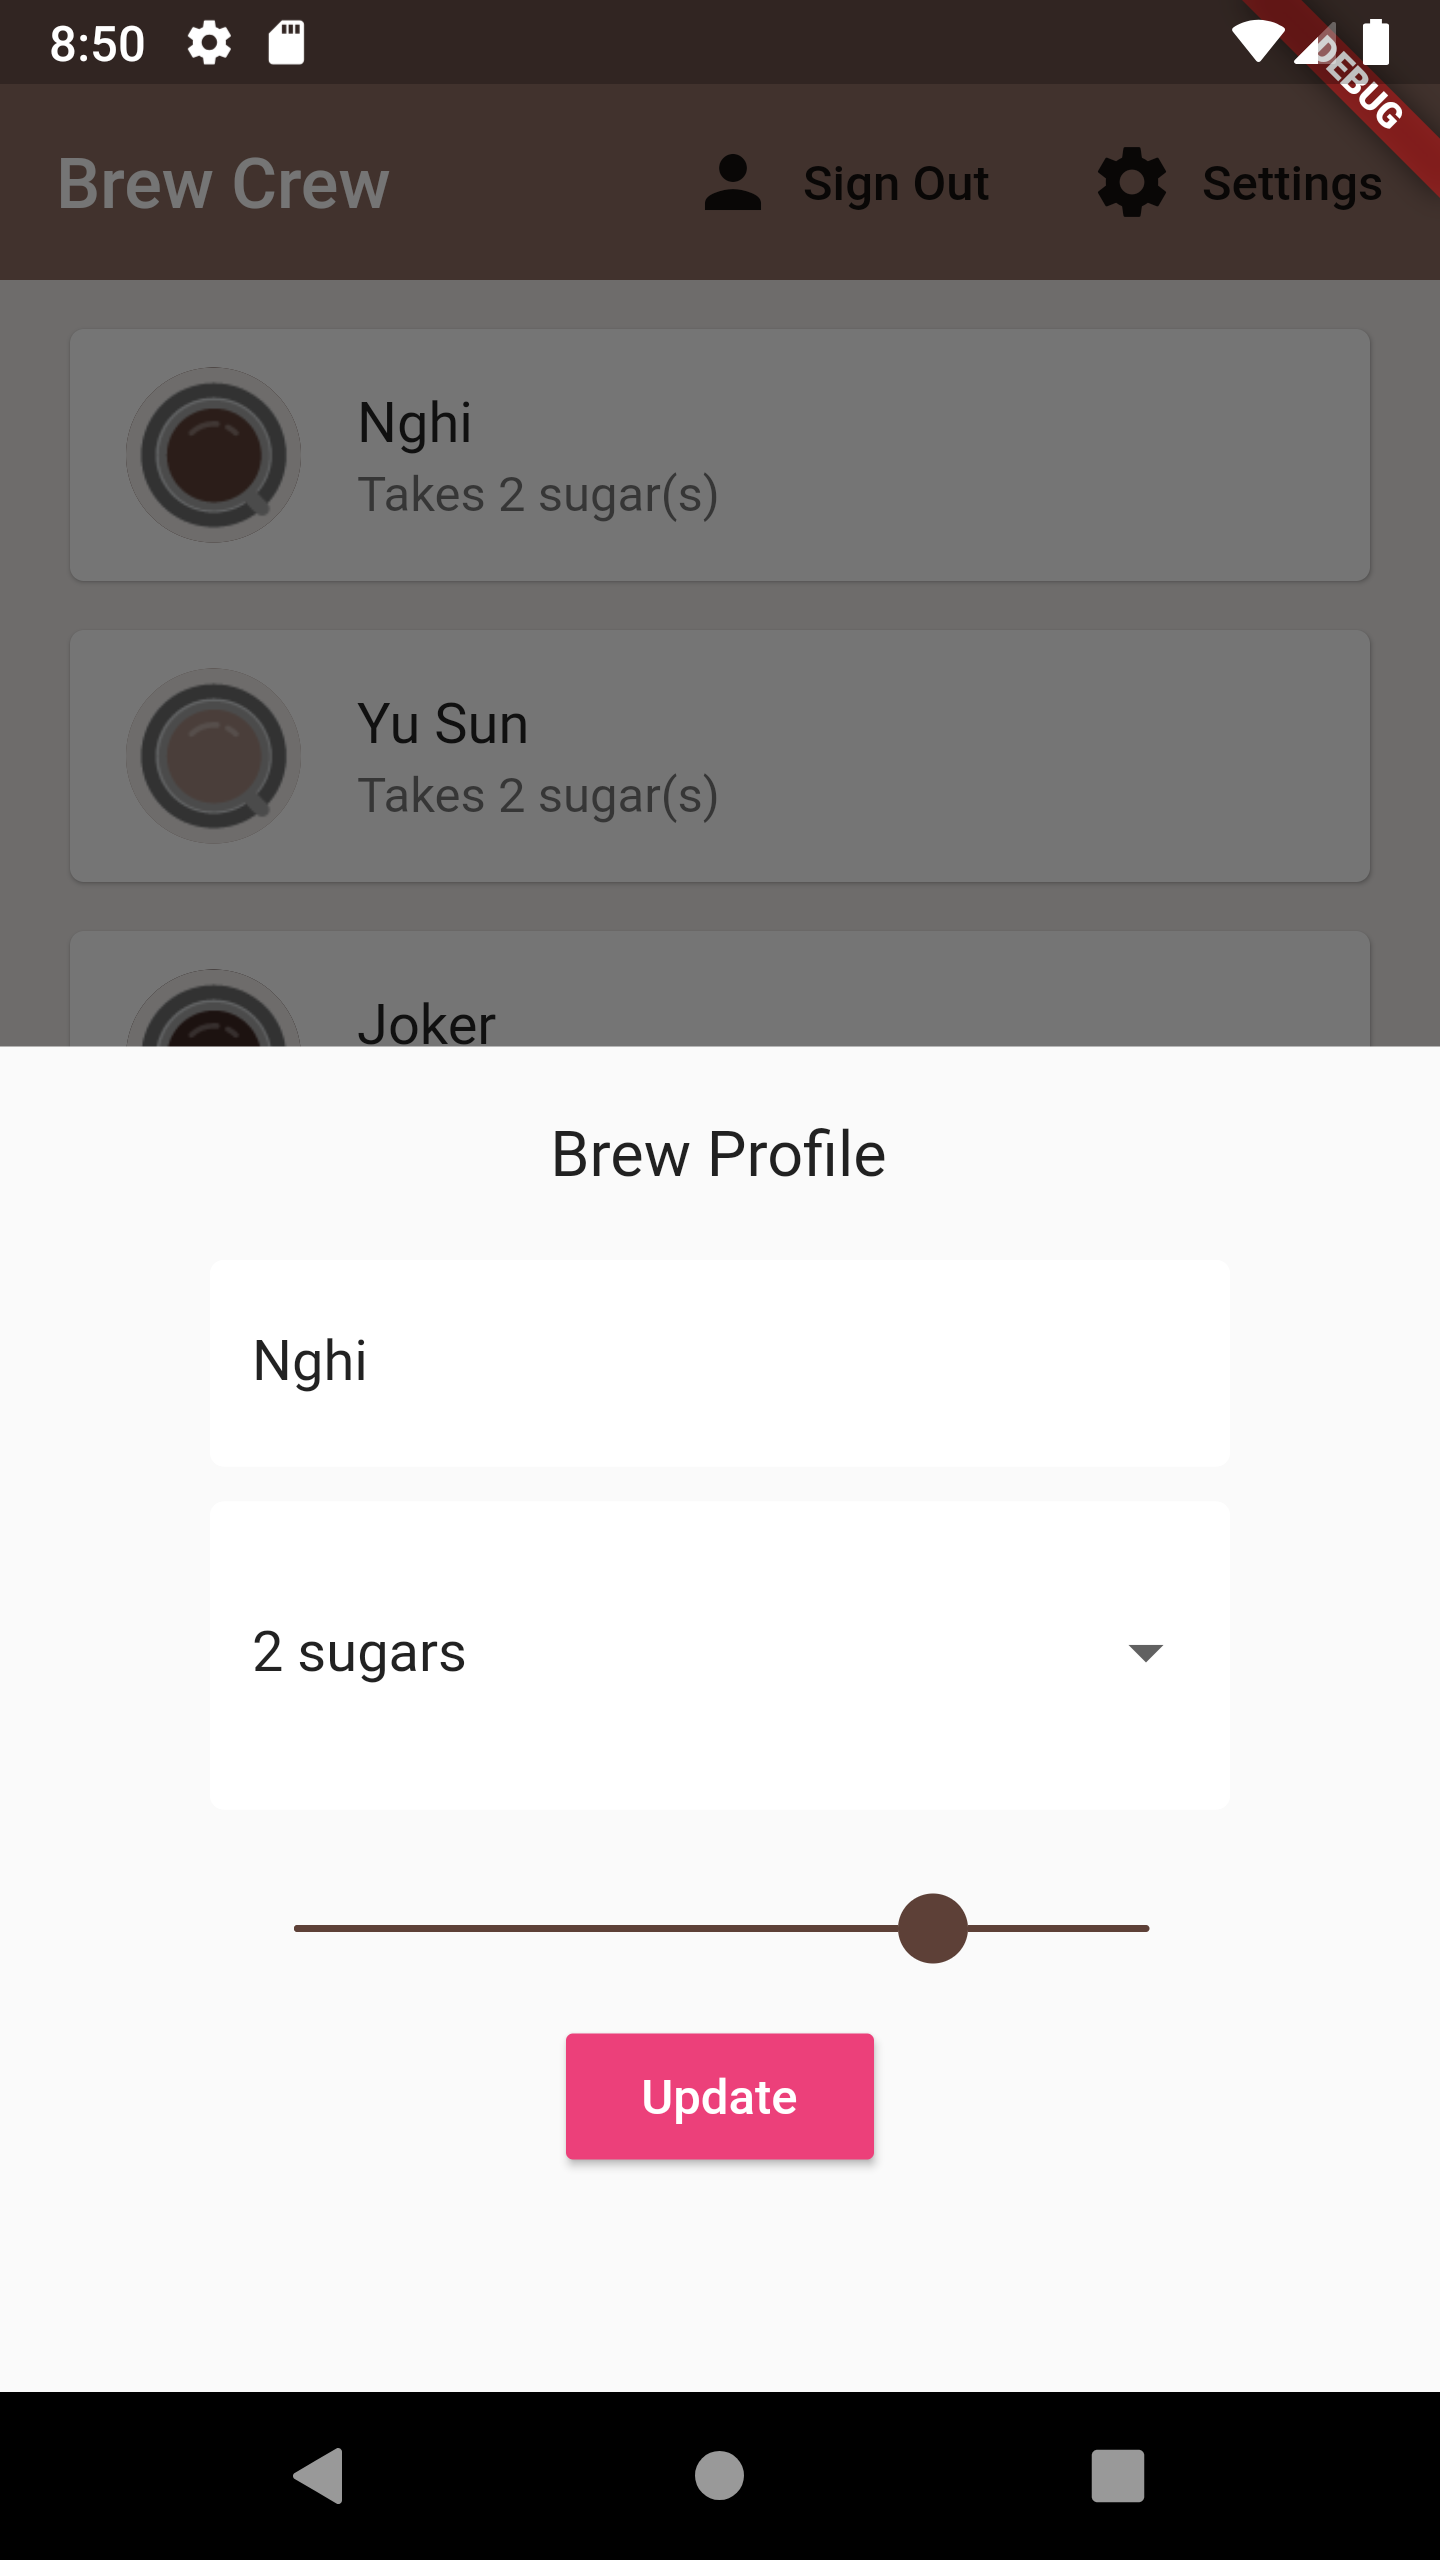 8:50
DEBUG
Brew Crew
Sign Out
Settings
Nghi
Takes 2 sugar(s)
Yu Sun
Takes 2 sugar(s)
Joker
Brew Profile
Nghi
2 sugars
Update